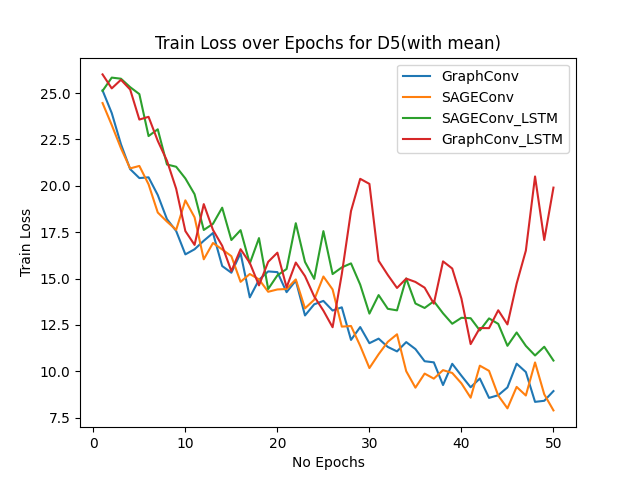 Train Loss over Epochs for D5(with mean)
GraphConv
SAGEConv
SAGEConv_LSTM
GraphConv_LSTM
25.0
22.5
20.0
17.5
15.0
12.5
10.0
7.5
Train Loss
0 10 20 30 40 50
No Epochs